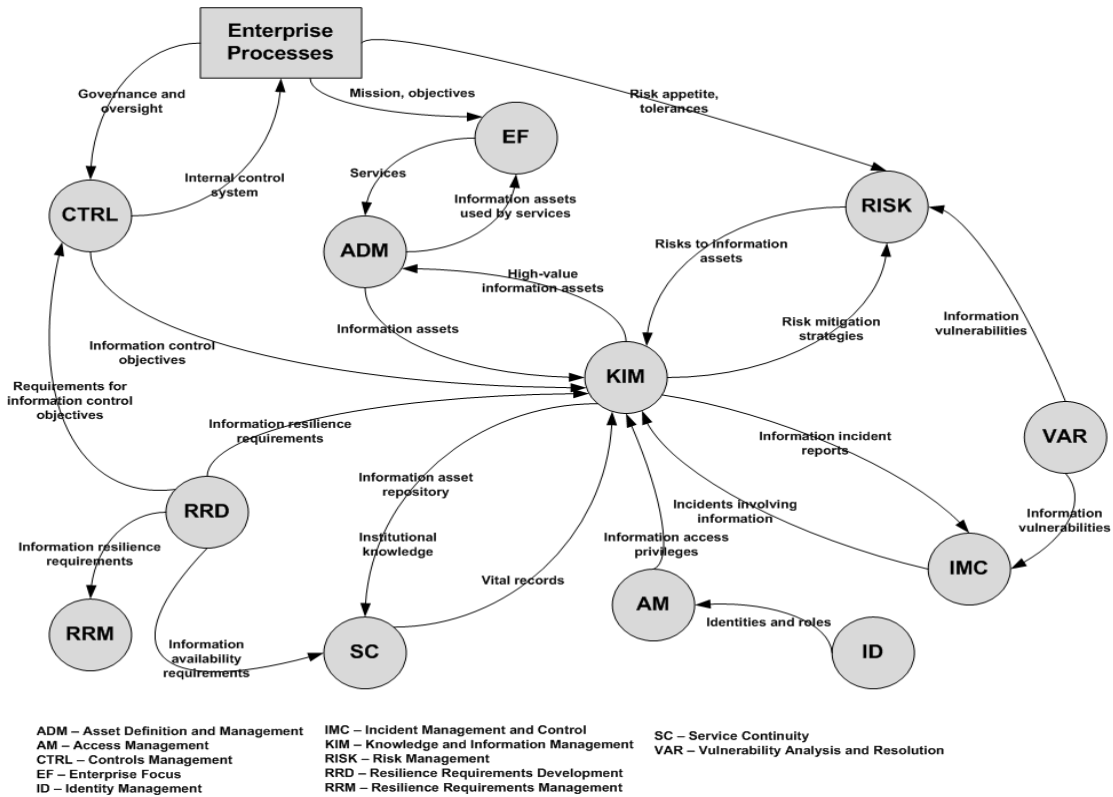 Enterprise
Processes
Governance and
oversight
Mission, objectives
Risk appetite,
tolerances
EF
Services
Internal control
system
Information assets
used by services
CTRL
RISK
ADM
Risks to information
assets
High-value
information assets
Information assets
Risk mitigation
strategies
Information
vulnerabilities
Information control
objectives
KIM
Requirements for
information control
objectives
Information resilience
requirements
Information incident
reports
VAR
Information asset
repository
RRD
Incidents involving
information
Information
vulnerabilities
Information resilience
requirements
Institutional
knowledge
Information access
privileges
IMC
Vital records
AM
RRM
Identities and roles
Information
availability
requirements
SC
ID
ADM – Asset Definition and Management
AM – Access Management
CTRL – Controls Management
EF – Enterprise Focus
ID – Identity Management
IMC – Incident Management and Control
KIM – Knowledge and Information Management
RISK – Risk Management
RRD – Resilience Requirements Development
RRM – Resilience Requirements Management
SC – Service Continuity
VAR – Vulnerability Analysis and Resolution